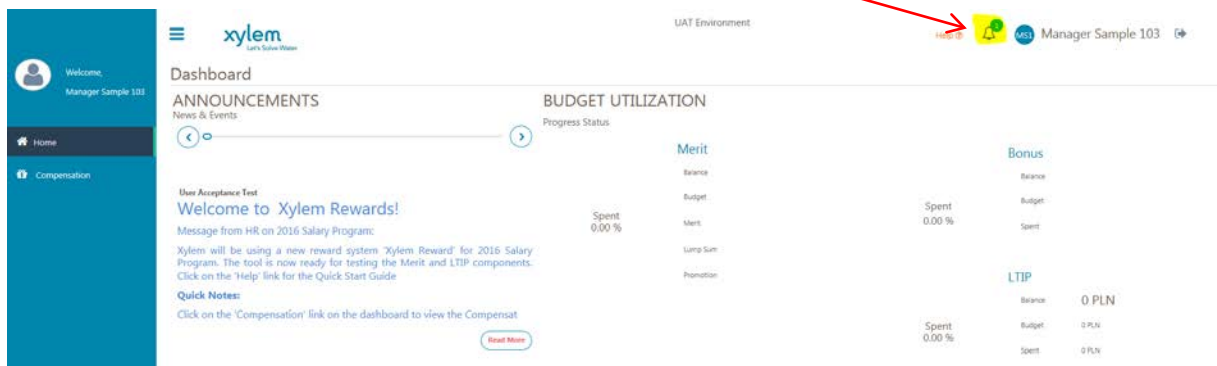 xylem
Let's Solve Water
UAT Environment
Help
MS1
Manager Sample 103
Welcome,
Manager Sample 103
Home
Compensation
Dashboard
ANNOUNCEMENTS
News & Events
User Acceptance Test
Welcome to Xylem Rewards!
Message from HR on 2016 Salary Program:
Xylem will be using a new reward system 'Xylem Reward' for 2016 Salary
Program. The tool is now ready for testing the Merit and LTIP components.
Click on the 'Help' link for the Quick Start Guide
Quick Notes:
Click on the 'Compensation' link on the dashboard to view the Compensat
Read More
BUDGET UTILIZATION
Progress Status
Spent
0.00 %
Merit
Balance
Budget
Merit
Lump Sum
Promotion
Spent
0.00 %
Bonus
Balance
Budget
Spent
Spent
0.00 %
LTIP
Balance 0 PLN
Budget 0 PLN
Spent 0 PLN